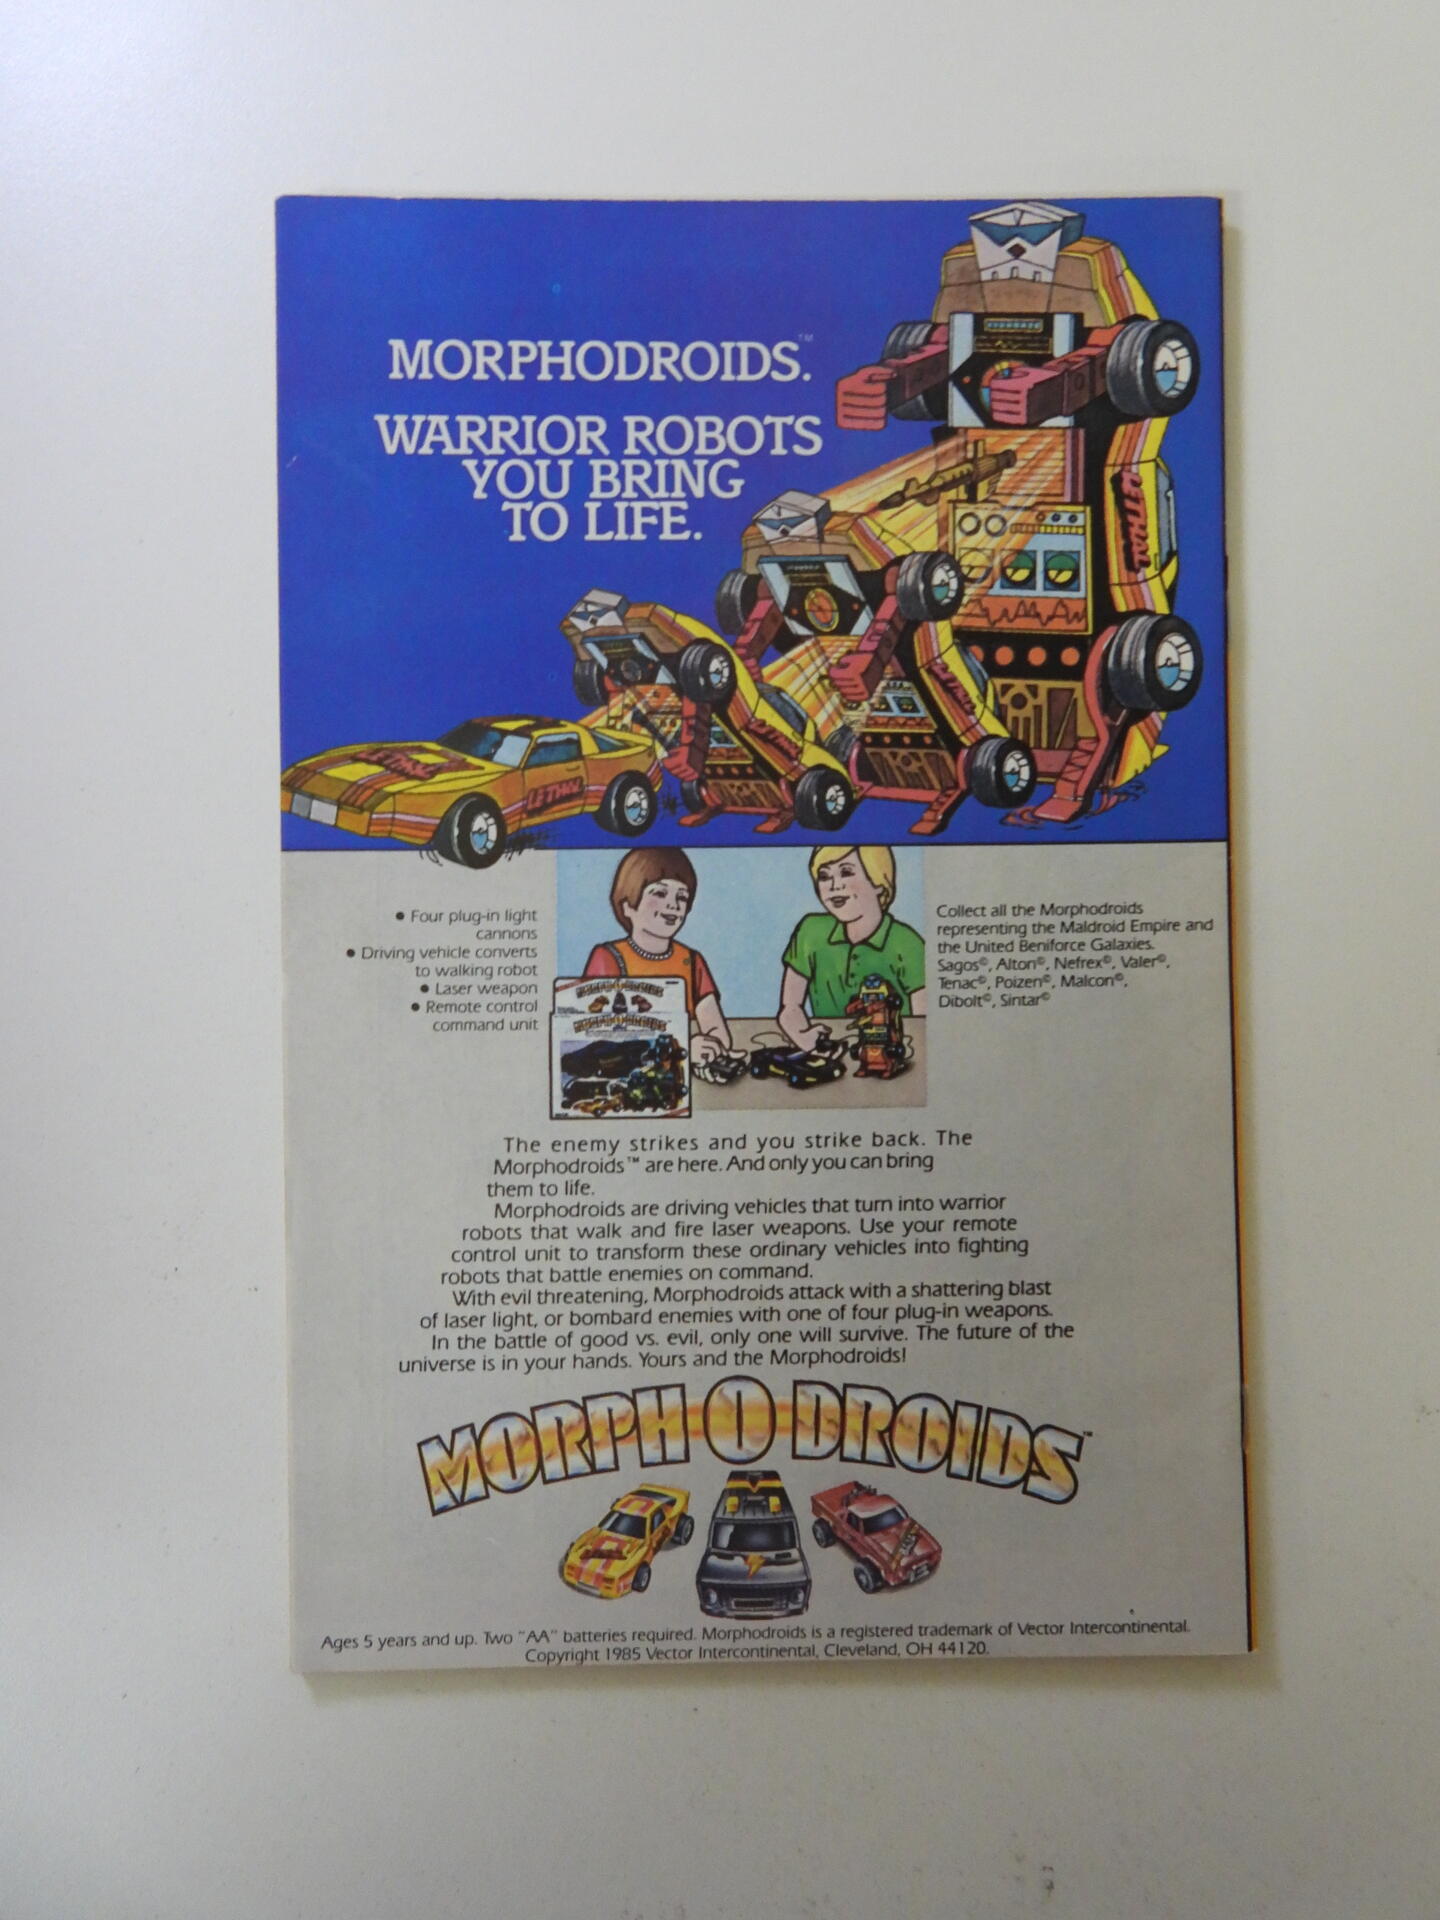 MORPHODROIDS.™
WARRIOR ROBOTS
YOU BRING
TO LIFE.
LETHAL
LETHAL
LETHAL
LETHAL
LETHAL
• Four plug-in light
cannons
• Driving vehicle converts
to walking robot
• Laser weapon
• Remote control
command unit
Collect all the Morphodroids
representing the Maldroid Empire and
the United Beniforce Galaxies.
Sagos©, Alton©, Nefrex©, Valer©,
Tenac©, Poizen©, Malcon©,
Dibolt©, Sintar©
MORPH O DROIDS
MORPH O DROIDS
The enemy strikes and you strike back. The
Morphodroids™ are here. And only you can bring
them to life.
Morphodroids are driving vehicles that turn into warrior
robots that walk and fire laser weapons. Use your remote
control unit to transform these ordinary vehicles into fighting
robots that battle enemies on command.
With evil threatening, Morphodroids attack with a shattering blast
of laser light, or bombard enemies with one of four plug-in weapons.
In the battle of good vs. evil, only one will survive. The future of the
universe is in your hands. Yours and the Morphodroids!
MORPH O DROIDS™
Ages 5 years and up. Two "AA" batteries required. Morphodroids is a registered trademark of Vector Intercontinental.
Copyright 1985 Vector Intercontinental, Cleveland, OH 44120.